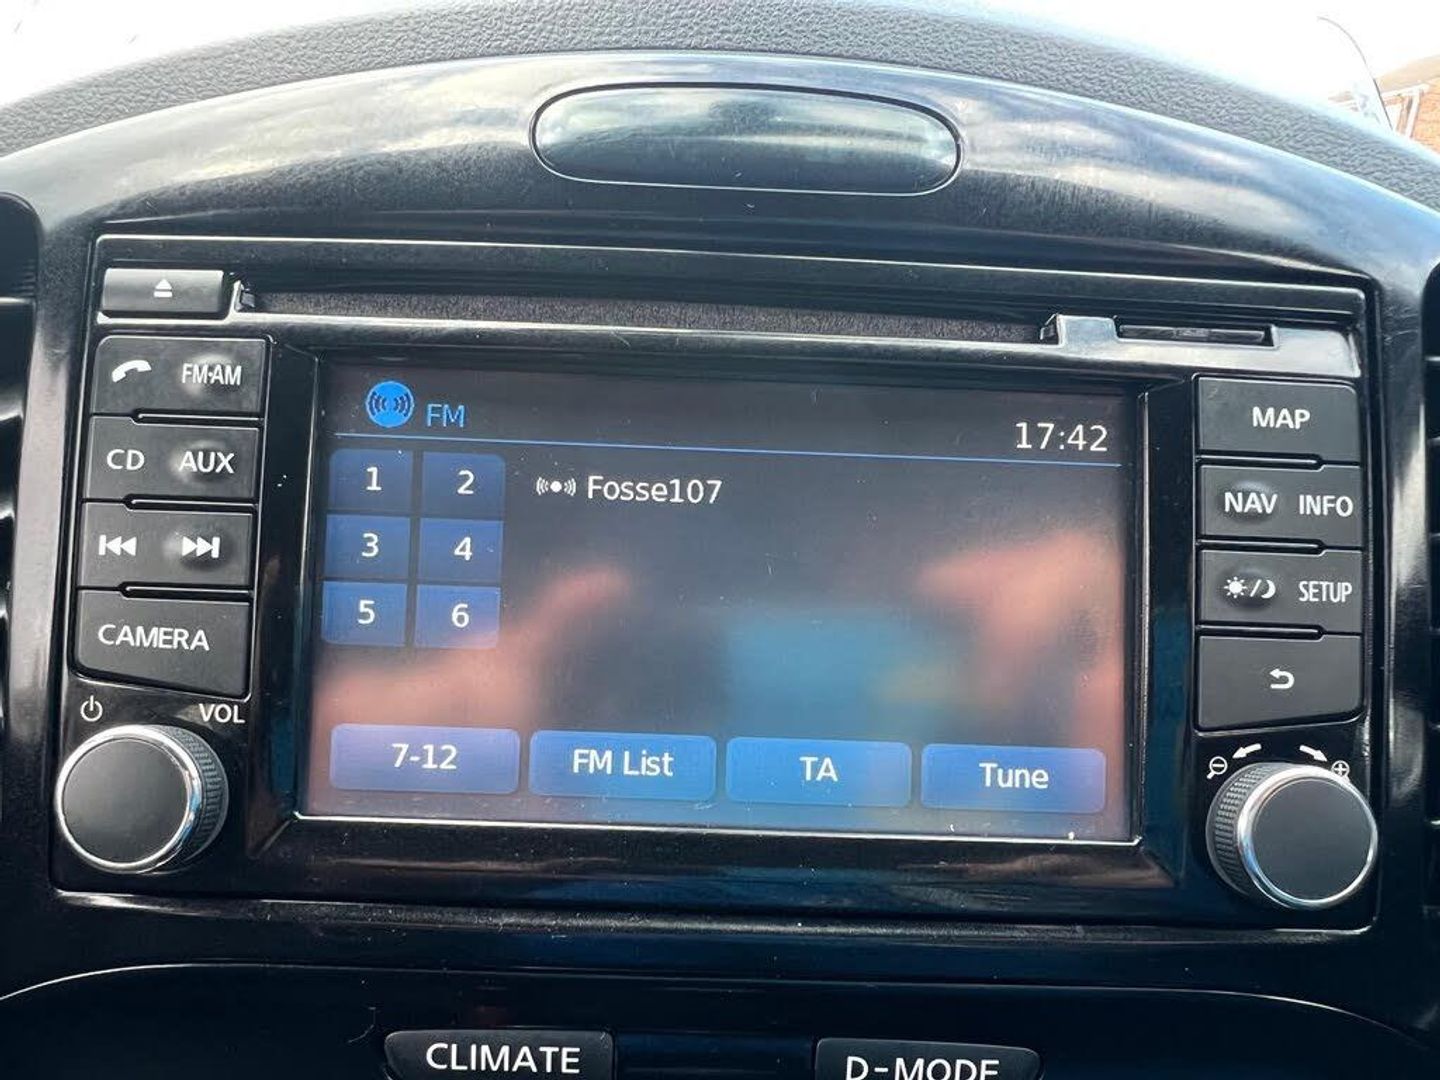 FM·AM
CD AUX
CAMERA
VOL
FM
17:42
1 2
Fosse107
3 4
5 6
7-12 FM List TA Tune
MAP
NAV INFO
SETUP
CLIMATE
D-MODE